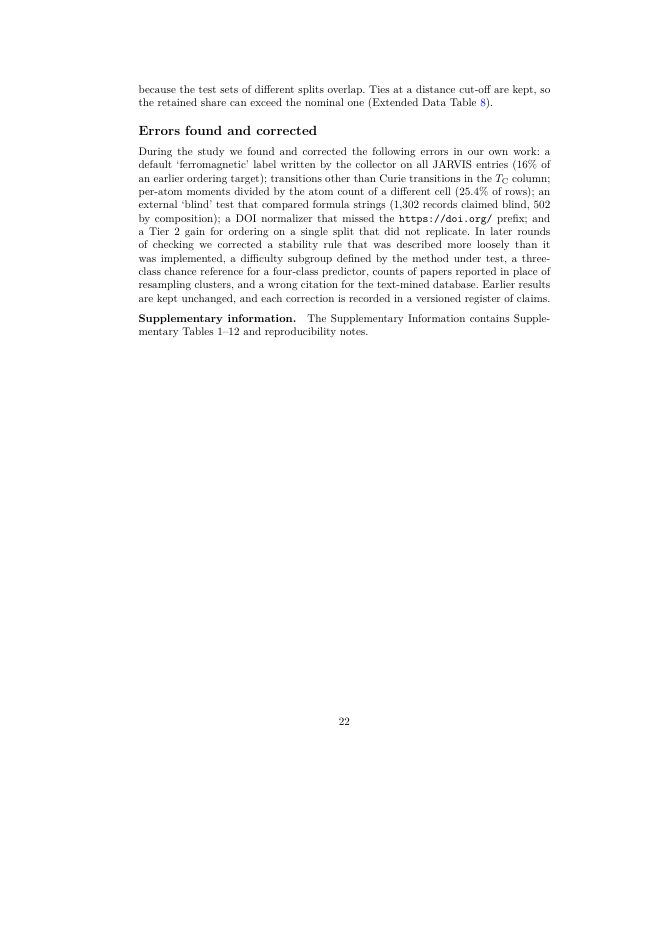 because the test sets of different splits overlap. Ties at a distance cut-off are kept, so
the retained share can exceed the nominal one (Extended Data Table 8).
Errors found and corrected
During the study we found and corrected the following errors in our own work: a
default ‘ferromagnetic’ label written by the collector on all JARVIS entries (16% of
an earlier ordering target); transitions other than Curie transitions in the TC column;
per-atom moments divided by the atom count of a different cell (25.4% of rows); an
external ‘blind’ test that compared formula strings (1,302 records claimed blind, 502
by composition); a DOI normalizer that missed the https://doi.org/ prefix; and
a Tier 2 gain for ordering on a single split that did not replicate. In later rounds
of checking we corrected a stability rule that was described more loosely than it
was implemented, a difficulty subgroup defined by the method under test, a three-
class chance reference for a four-class predictor, counts of papers reported in place of
resampling clusters, and a wrong citation for the text-mined database. Earlier results
are kept unchanged, and each correction is recorded in a versioned register of claims.
Supplementary information. The Supplementary Information contains Supple-
mentary Tables 1–12 and reproducibility notes.
22